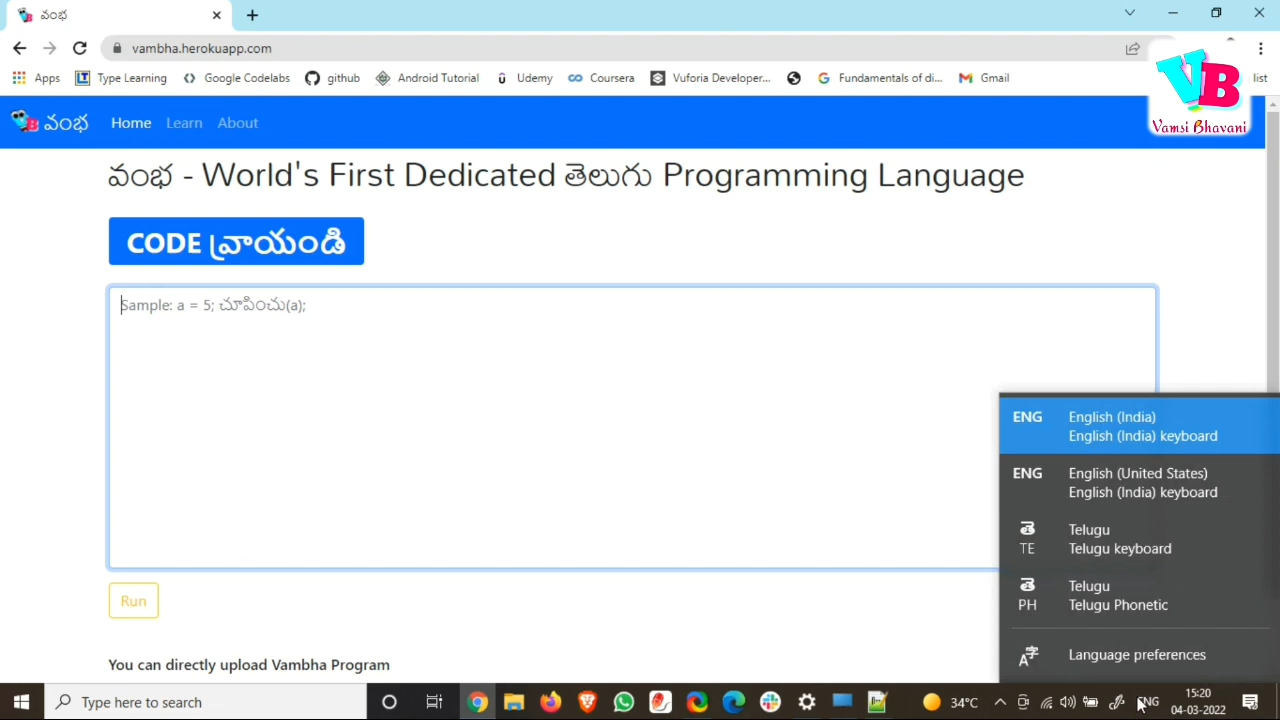 వంభ
vambha.herokuapp.com
Apps Type Learning Google Codelabs github Android Tutorial Udemy Coursera Vuforia Developer... Fundamentals of di... Gmail list
VB
Vamsi Bhavani
వంభ Home Learn About
వంభ - World's First Dedicated తెలుగు Programming Language
CODE వ్రాయండి
Sample: a = 5; చూపించు(a);
ENG English (India)
English (India) keyboard
ENG English (United States)
English (India) keyboard
తె Telugu
TE Telugu keyboard
తె Telugu
PH Telugu Phonetic
Language preferences
Run
You can directly upload Vambha Program
Type here to search
34°C
ENG
15:20
04-03-2022